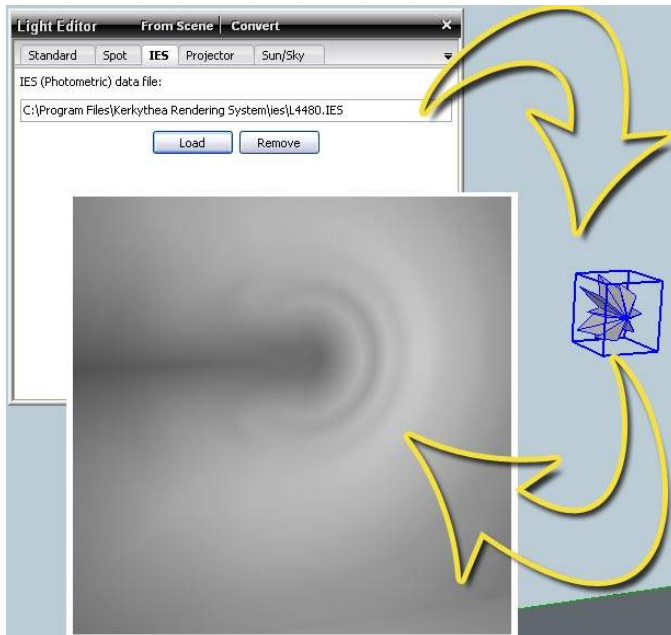 Light Editor From Scene Convert
Standard Spot IES Projector Sun/Sky
IES (Photometric) data file:
C:\Program Files\Kerkythea Rendering System\ies\L4480.IES
Load Remove